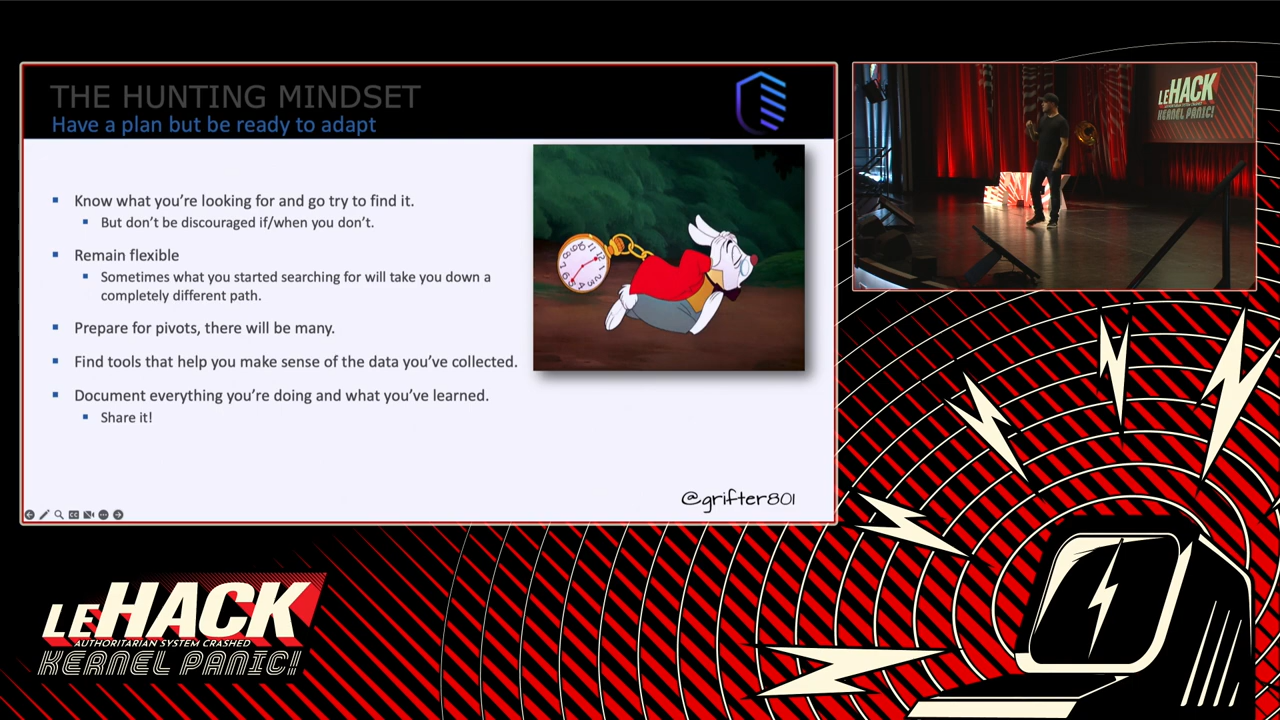 THE HUNTING MINDSET
Have a plan but be ready to adapt
Know what you're looking for and go try to find it.
But don't be discouraged if/when you don't.
Remain flexible
Sometimes what you started searching for will take you down a
completely different path.
Prepare for pivots, there will be many.
Find tools that help you make sense of the data you've collected.
Document everything you're doing and what you've learned.
Share it!
@grifter801
LEHACK
KERNEL PANIC!
LEHACK
AUTHORITARIAN SYSTEM CRASHED
KERNEL PANIC!